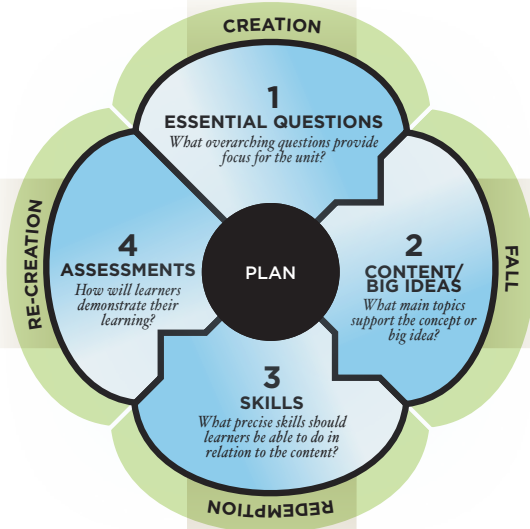 CREATION
1
ESSENTIAL QUESTIONS
What overarching questions provide
focus for the unit?
RE-CREATION
4
ASSESSMENTS
How will learners
demonstrate their
learning?
PLAN
2
CONTENT/
BIG IDEAS
What main topics
support the concept or
big idea?
FALL
3
SKILLS
What precise skills should
learners be able to do in
relation to the content?
REDEMPTION